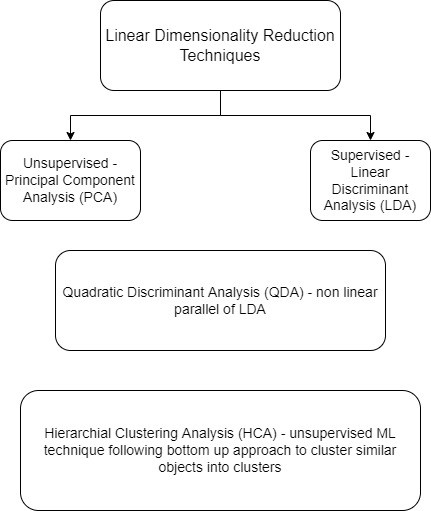 Linear Dimensionality Reduction
Techniques
Unsupervised -
Principal Component
Analysis (PCA)
Supervised -
Linear
Discriminant
Analysis (LDA)
Quadratic Discriminant Analysis (QDA) - non linear
parallel of LDA
Hierarchial Clustering Analysis (HCA) - unsupervised ML
technique following bottom up approach to cluster similar
objects into clusters